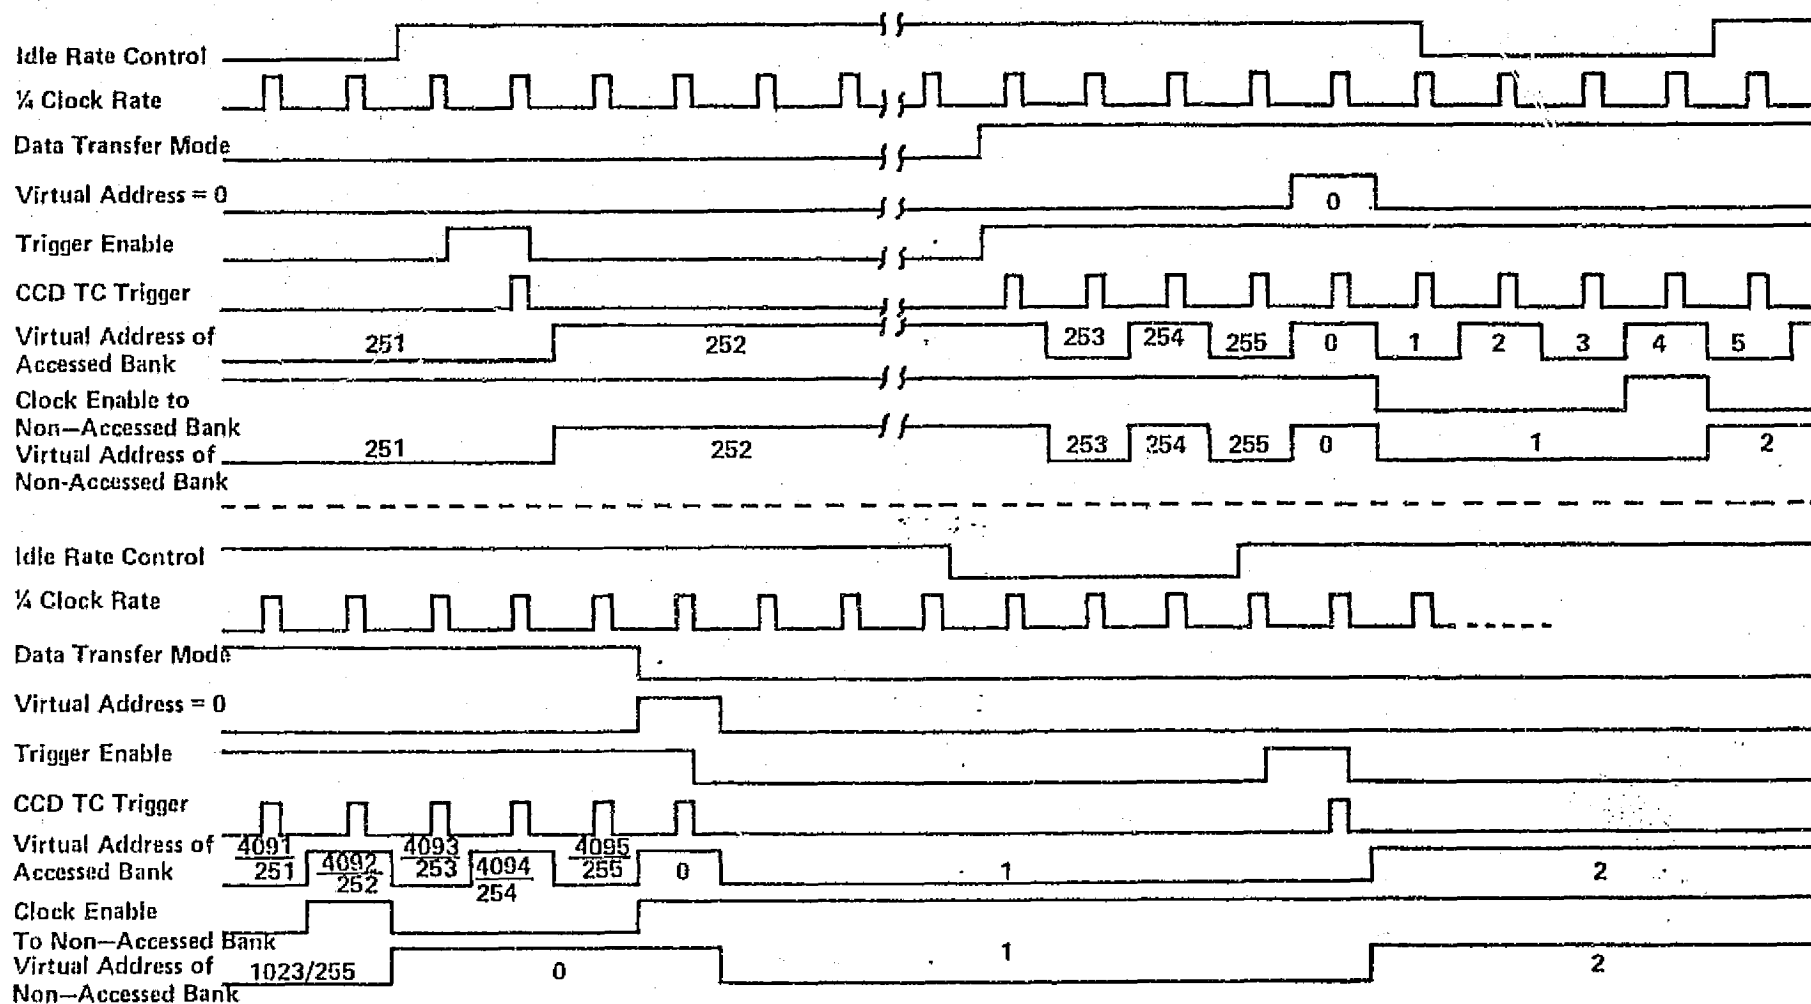 Idle Rate Control
¼ Clock Rate
Data Transfer Mode
Virtual Address = 0
0
Trigger Enable
CCD TC Trigger
Virtual Address of
Accessed Bank
251 252 253 254 255 0 1 2 3 4 5
Clock Enable to
Non–Accessed Bank
Virtual Address of
Non-Accessed Bank
251 252 253 254 255 0 1 2
Idle Rate Control
¼ Clock Rate
Data Transfer Mode
Virtual Address = 0
Trigger Enable
CCD TC Trigger
Virtual Address of
Accessed Bank
4091/251 4092/252 4093/253 4094/254 4095/255 0 1 2
Clock Enable
To Non–Accessed Bank
Virtual Address of
Non–Accessed Bank
1023/255 0 1 2